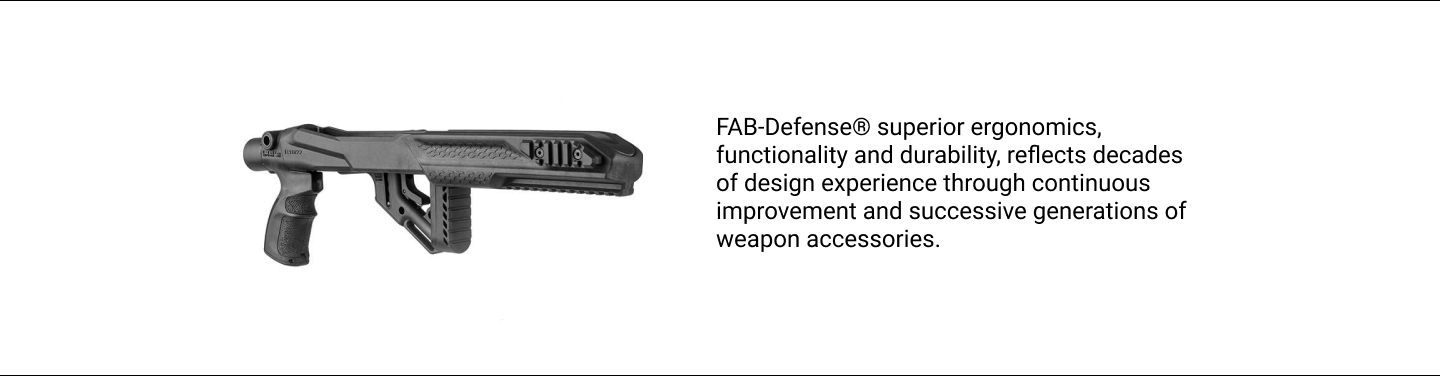 FAB-Defense® superior ergonomics,
functionality and durability, reflects decades
of design experience through continuous
improvement and successive generations of
weapon accessories.